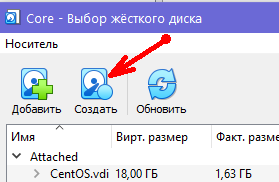 Core - Выбор жёсткого диска
Носитель
Добавить Создать Обновить
Имя Вирт. размер Факт. разме
Attached
CentOS.vdi 18,00 ГБ 1,63 ГБ